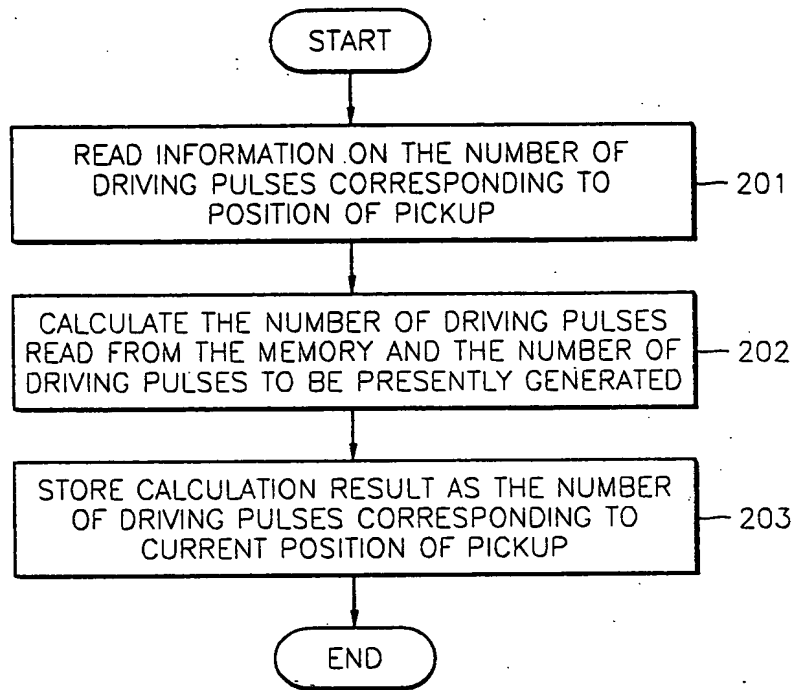 START
READ INFORMATION ON THE NUMBER OF
DRIVING PULSES CORRESPONDING TO
POSITION OF PICKUP
201
CALCULATE THE NUMBER OF DRIVING PULSES
READ FROM THE MEMORY AND THE NUMBER OF
DRIVING PULSES TO BE PRESENTLY GENERATED
202
STORE CALCULATION RESULT AS THE NUMBER
OF DRIVING PULSES CORRESPONDING TO
CURRENT POSITION OF PICKUP
203
END